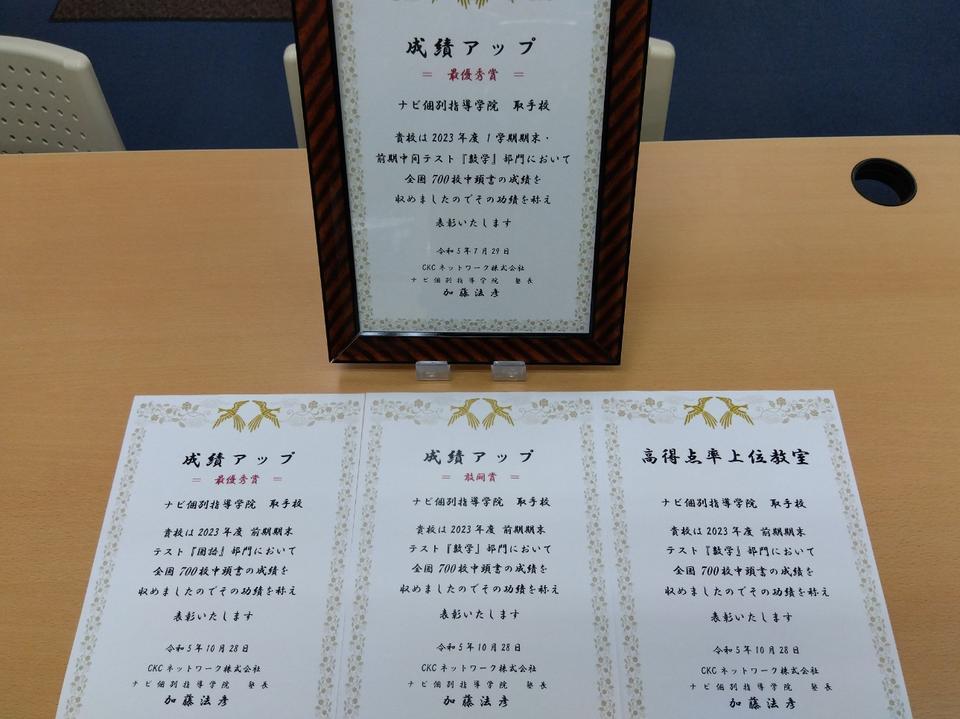 成績アップ
= 最優秀賞 =
ナビ個別指導学院 取手校
貴校は2023年度 1学期期末・
前期中間テスト『数学』部門において
全国700校中頭書の成績を
収めましたのでその功績を称え
表彰いたします
令和5年7月29日
CKCネットワーク株式会社
ナビ個別指導学院 塾長
加藤法彦
成績アップ
= 最優秀賞 =
ナビ個別指導学院 取手校
貴校は2023年度 前期期末
テスト『国語』部門において
全国700校中頭書の成績を
収めましたのでその功績を称え
表彰いたします
令和5年10月28日
CKCネットワーク株式会社
ナビ個別指導学院 塾長
加藤法彦
成績アップ
= 敢闘賞 =
ナビ個別指導学院 取手校
貴校は2023年度 前期期末
テスト『数学』部門において
全国700校中頭書の成績を
収めましたのでその功績を称え
表彰いたします
令和5年10月28日
CKCネットワーク株式会社
ナビ個別指導学院 塾長
加藤法彦
高得点率上位教室
ナビ個別指導学院 取手校
貴校は2023年度 前期期末
テスト『数学』部門において
全国700校中頭書の成績を
収めましたのでその功績を称え
表彰いたします
令和5年10月28日
CKCネットワーク株式会社
ナビ個別指導学院 塾長
加藤法彦